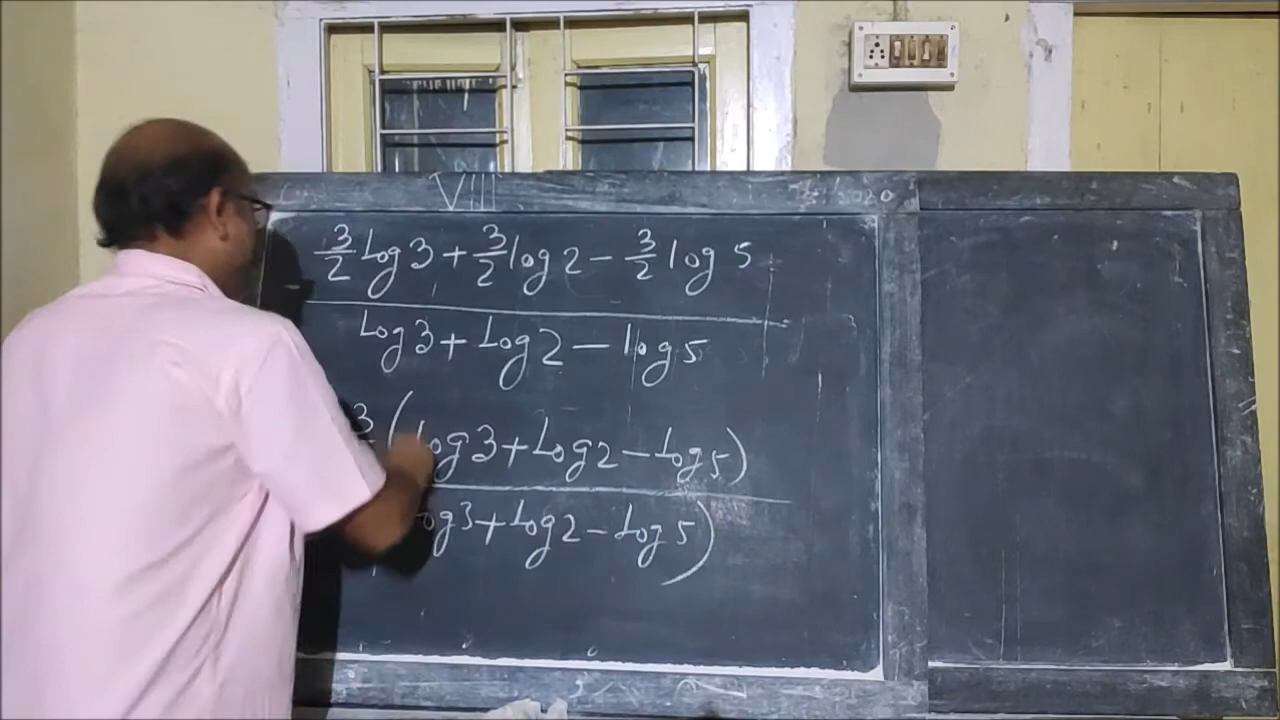 VIII
3/2 Log 3 + 3/2 log 2 - 3/2 log 5
Log 3 + Log 2 - log 5
3 (log 3 + Log 2 - Log 5)
log 3 + Log 2 - Log 5)